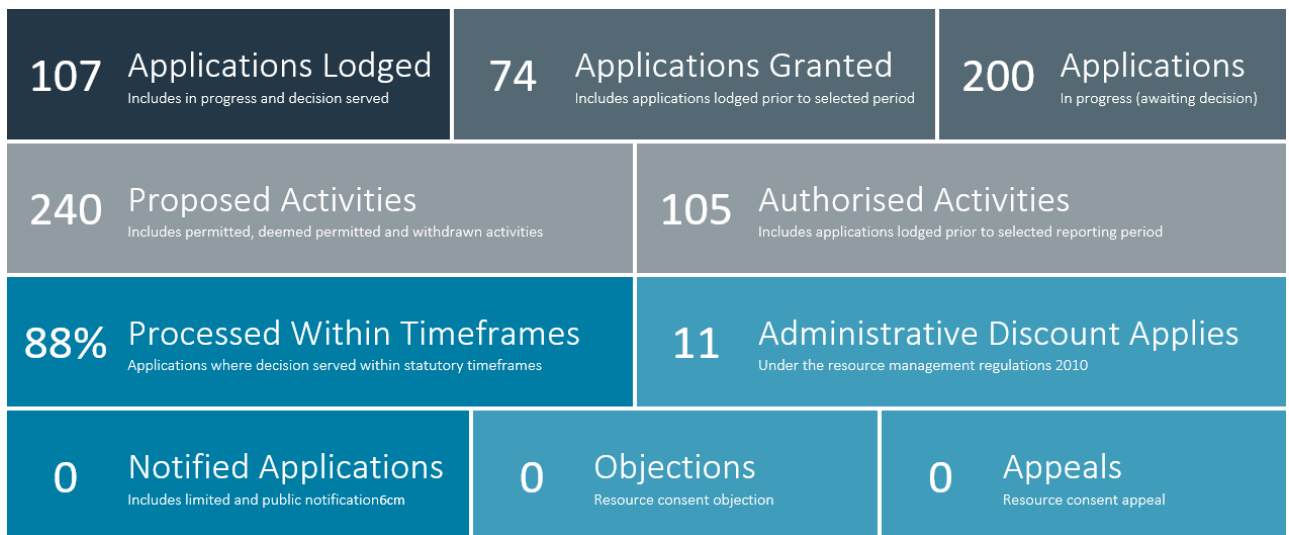 107 Applications Lodged
Includes in progress and decision served
74 Applications Granted
Includes applications lodged prior to selected period
200 Applications
In progress (awaiting decision)
240 Proposed Activities
Includes permitted, deemed permitted and withdrawn activities
105 Authorised Activities
Includes applications lodged prior to selected reporting period
88% Processed Within Timeframes
Applications where decision served within statutory timeframes
11 Administrative Discount Applies
Under the resource management regulations 2010
0 Notified Applications
Includes limited and public notification6cm
0 Objections
Resource consent objection
0 Appeals
Resource consent appeal